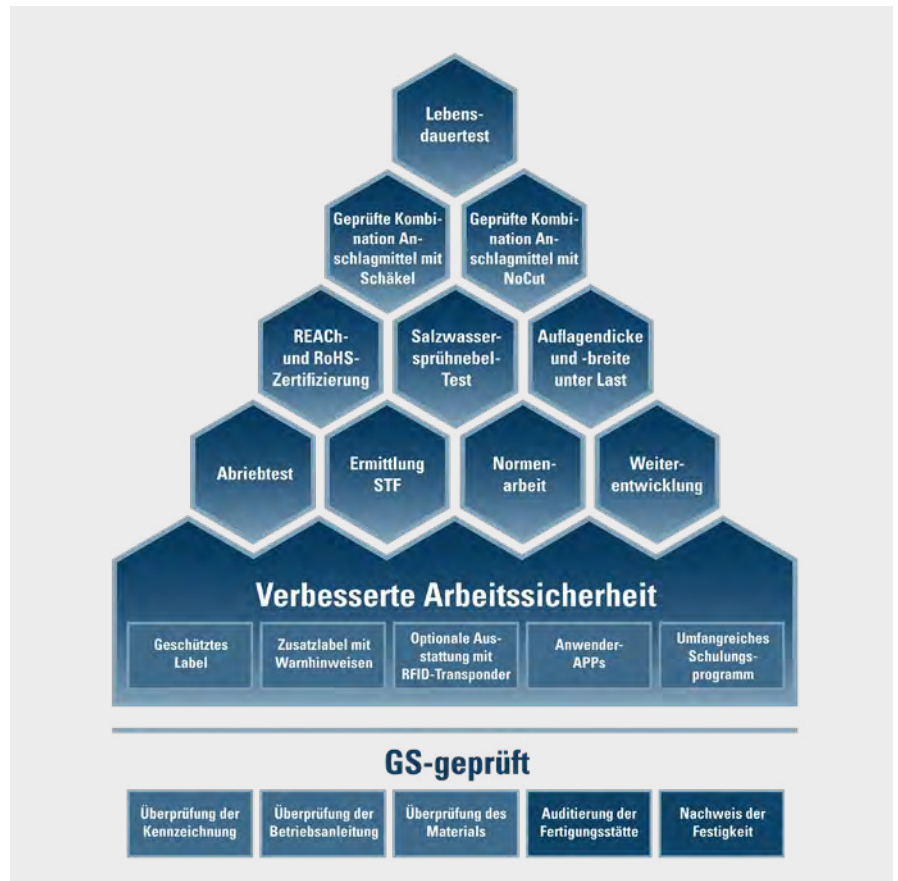 Lebens-
dauertest
Geprüfte Kombi-
nation An-
schlagmittel mit
Schäkel
Geprüfte Kombi-
nation An-
schlagmittel mit
NoCut
REACh-
und RoHS-
Zertifizierung
Salzwasser-
sprühnebel-
Test
Auflagendicke
und -breite
unter Last
Abriebtest
Ermittlung
STF
Normen-
arbeit
Weiter-
entwicklung
Verbesserte Arbeitssicherheit
Geschütztes
Label
Zusatzlabel mit
Warnhinweisen
Optionale Aus-
stattung mit
RFID-Transponder
Anwender-
APPs
Umfangreiches
Schulungs-
programm
GS-geprüft
Überprüfung der
Kennzeichnung
Überprüfung der
Betriebsanleitung
Überprüfung des
Materials
Auditierung der
Fertigungsstätte
Nachweis der
Festigkeit